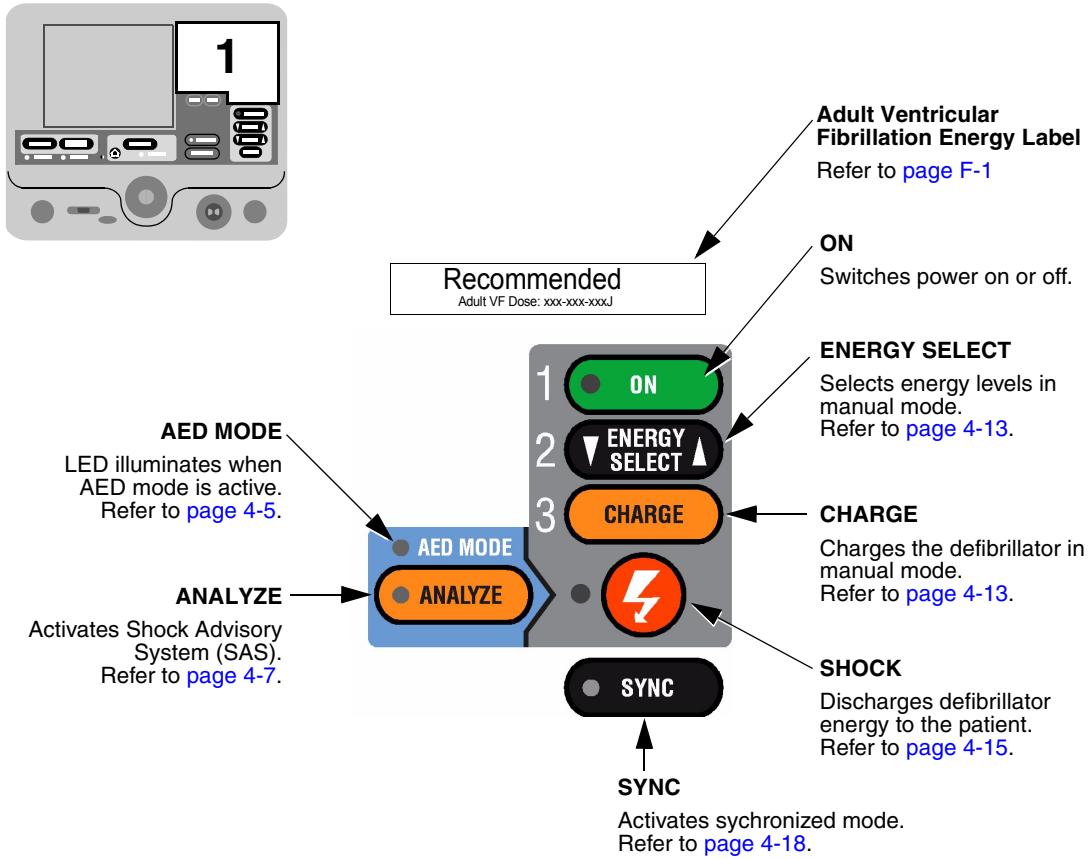 1
Adult Ventricular
Fibrillation Energy Label
Refer to page F-1
ON
Switches power on or off.
ENERGY SELECT
Selects energy levels in
manual mode.
Refer to page 4-13.
CHARGE
Charges the defibrillator in
manual mode.
Refer to page 4-13.
SHOCK
Discharges defibrillator
energy to the patient.
Refer to page 4-15.
SYNC
Activates sychronized mode.
Refer to page 4-18.
AED MODE
LED illuminates when
AED mode is active.
Refer to page 4-5.
ANALYZE
Activates Shock Advisory
System (SAS).
Refer to page 4-7.
Recommended
Adult VF Dose: xxx-xxx-xxxJ
1 ON
2 ENERGY
SELECT
3 CHARGE
AED MODE
ANALYZE
SYNC